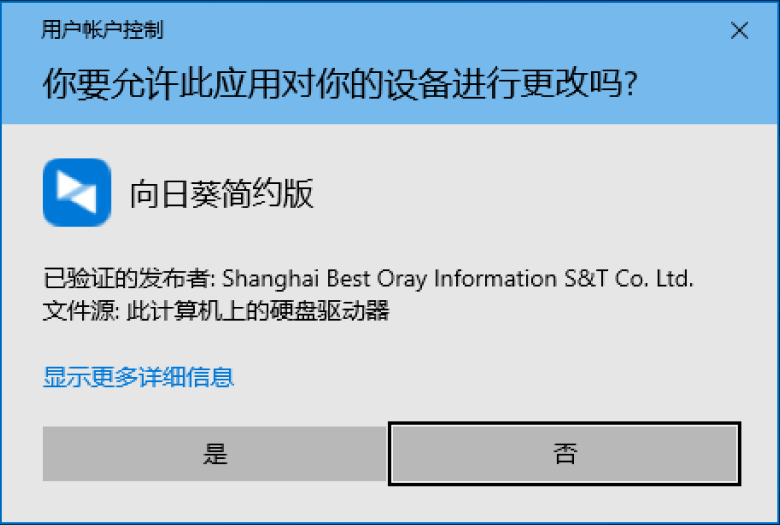 用户帐户控制
你要允许此应用对你的设备进行更改吗?
向日葵简约版
已验证的发布者: Shanghai Best Oray Information S&T Co. Ltd.
文件源: 此计算机上的硬盘驱动器
显示更多详细信息
是
否